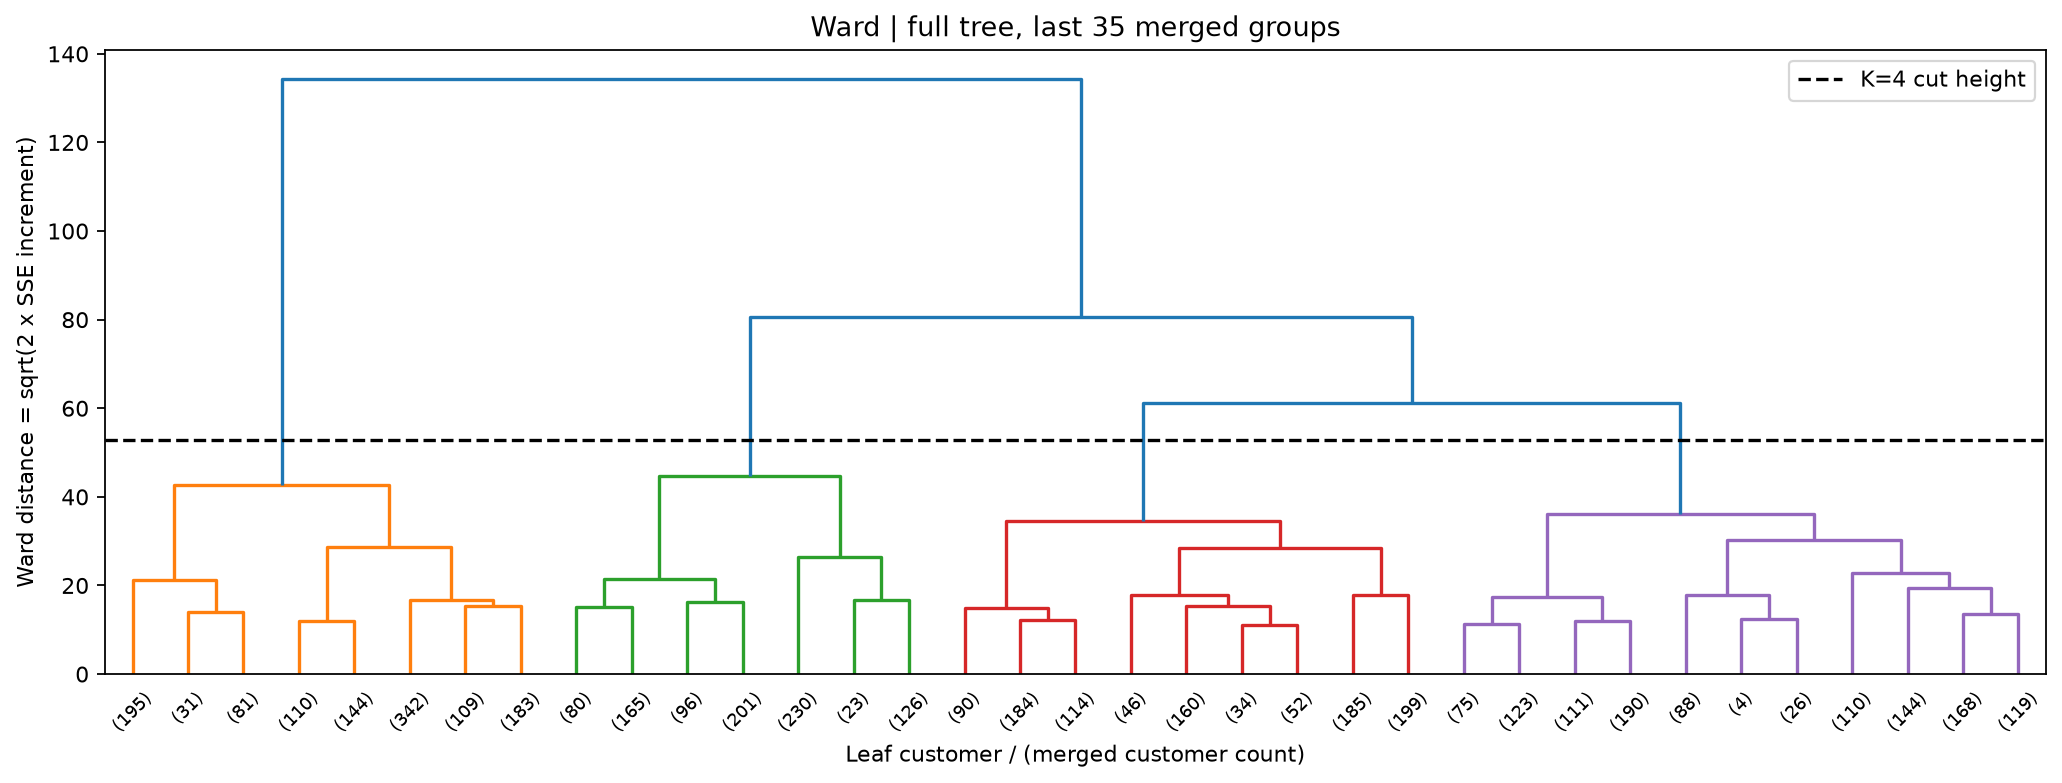 Ward | full tree, last 35 merged groups
K=4 cut height
Ward distance = sqrt(2 x SSE increment)
140
120
100
80
60
40
20
0
(195) (31) (81) (110) (144) (342) (109) (183) (80) (165) (96) (201) (230) (23) (126) (90) (184) (114) (46) (160) (34) (52) (185) (199) (75) (123) (111) (190) (88) (4) (26) (110) (144) (168) (119)
Leaf customer / (merged customer count)